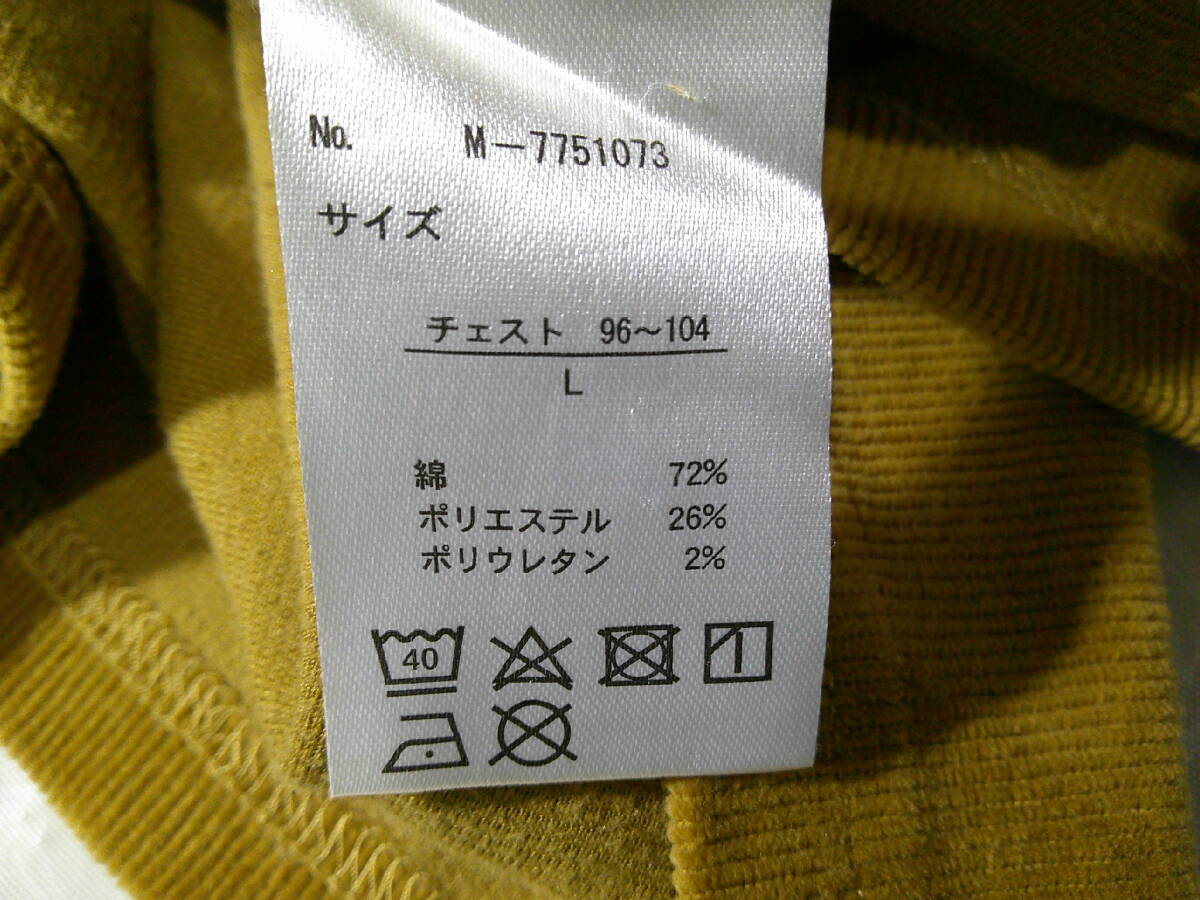 No. M-7751073
サイズ
チェスト 96~104
L
綿 72%
ポリエステル 26%
ポリウレタン 2%
40